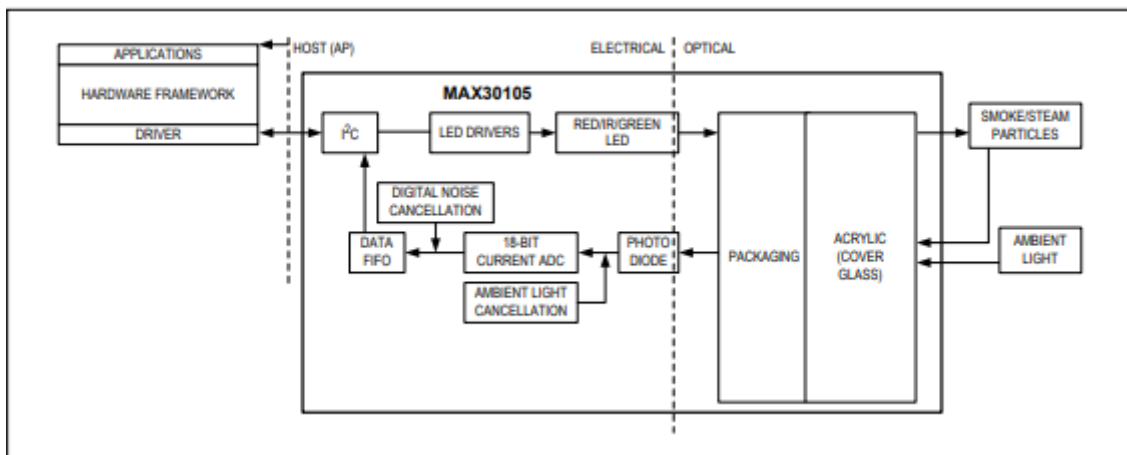 APPLICATIONS
HARDWARE FRAMEWORK
DRIVER
HOST (AP)
ELECTRICAL
OPTICAL
MAX30105
I²C
LED DRIVERS
RED/IR/GREEN
LED
DIGITAL NOISE
CANCELLATION
DATA
FIFO
18-BIT
CURRENT ADC
AMBIENT LIGHT
CANCELLATION
PHOTO
DIODE
PACKAGING
ACRYLIC
(COVER
GLASS)
SMOKE/STEAM
PARTICLES
AMBIENT
LIGHT